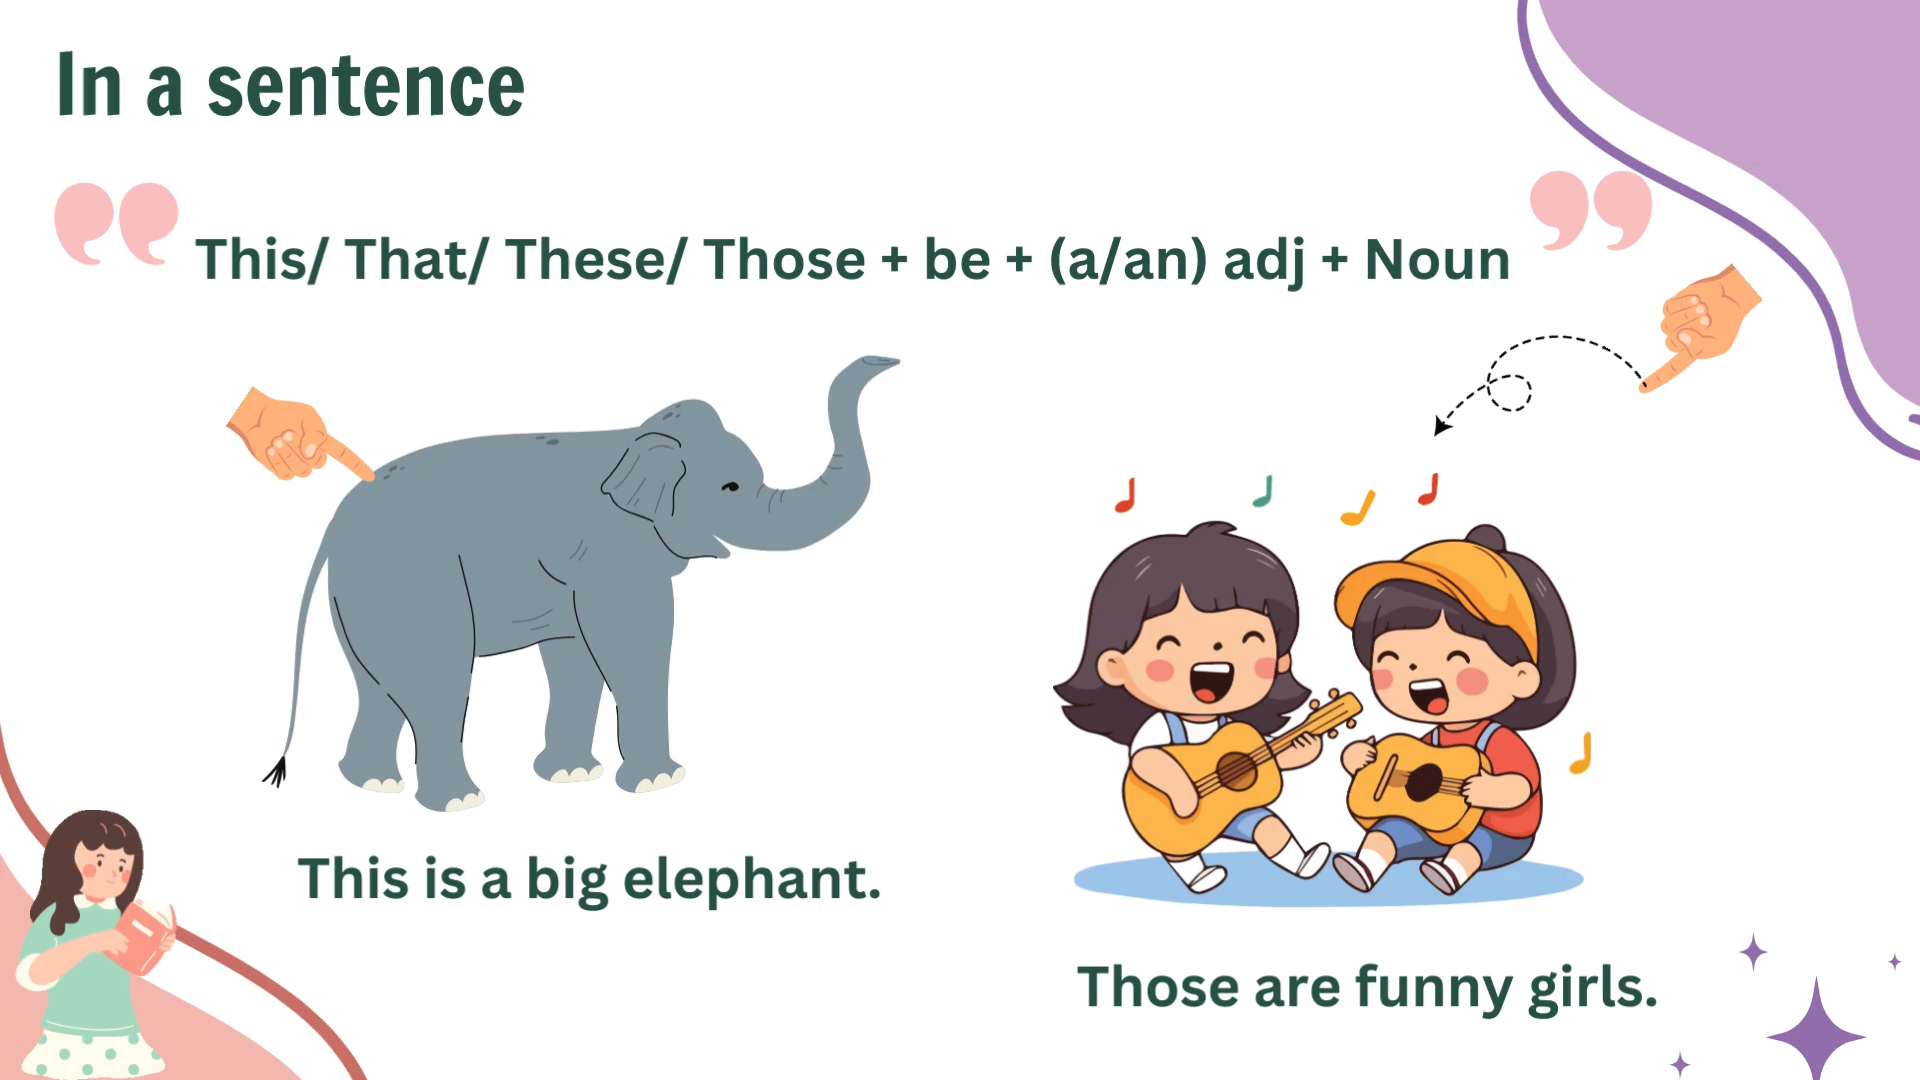 In a sentence
This/ That/ These/ Those + be + (a/an) adj + Noun
This is a big elephant.
Those are funny girls.